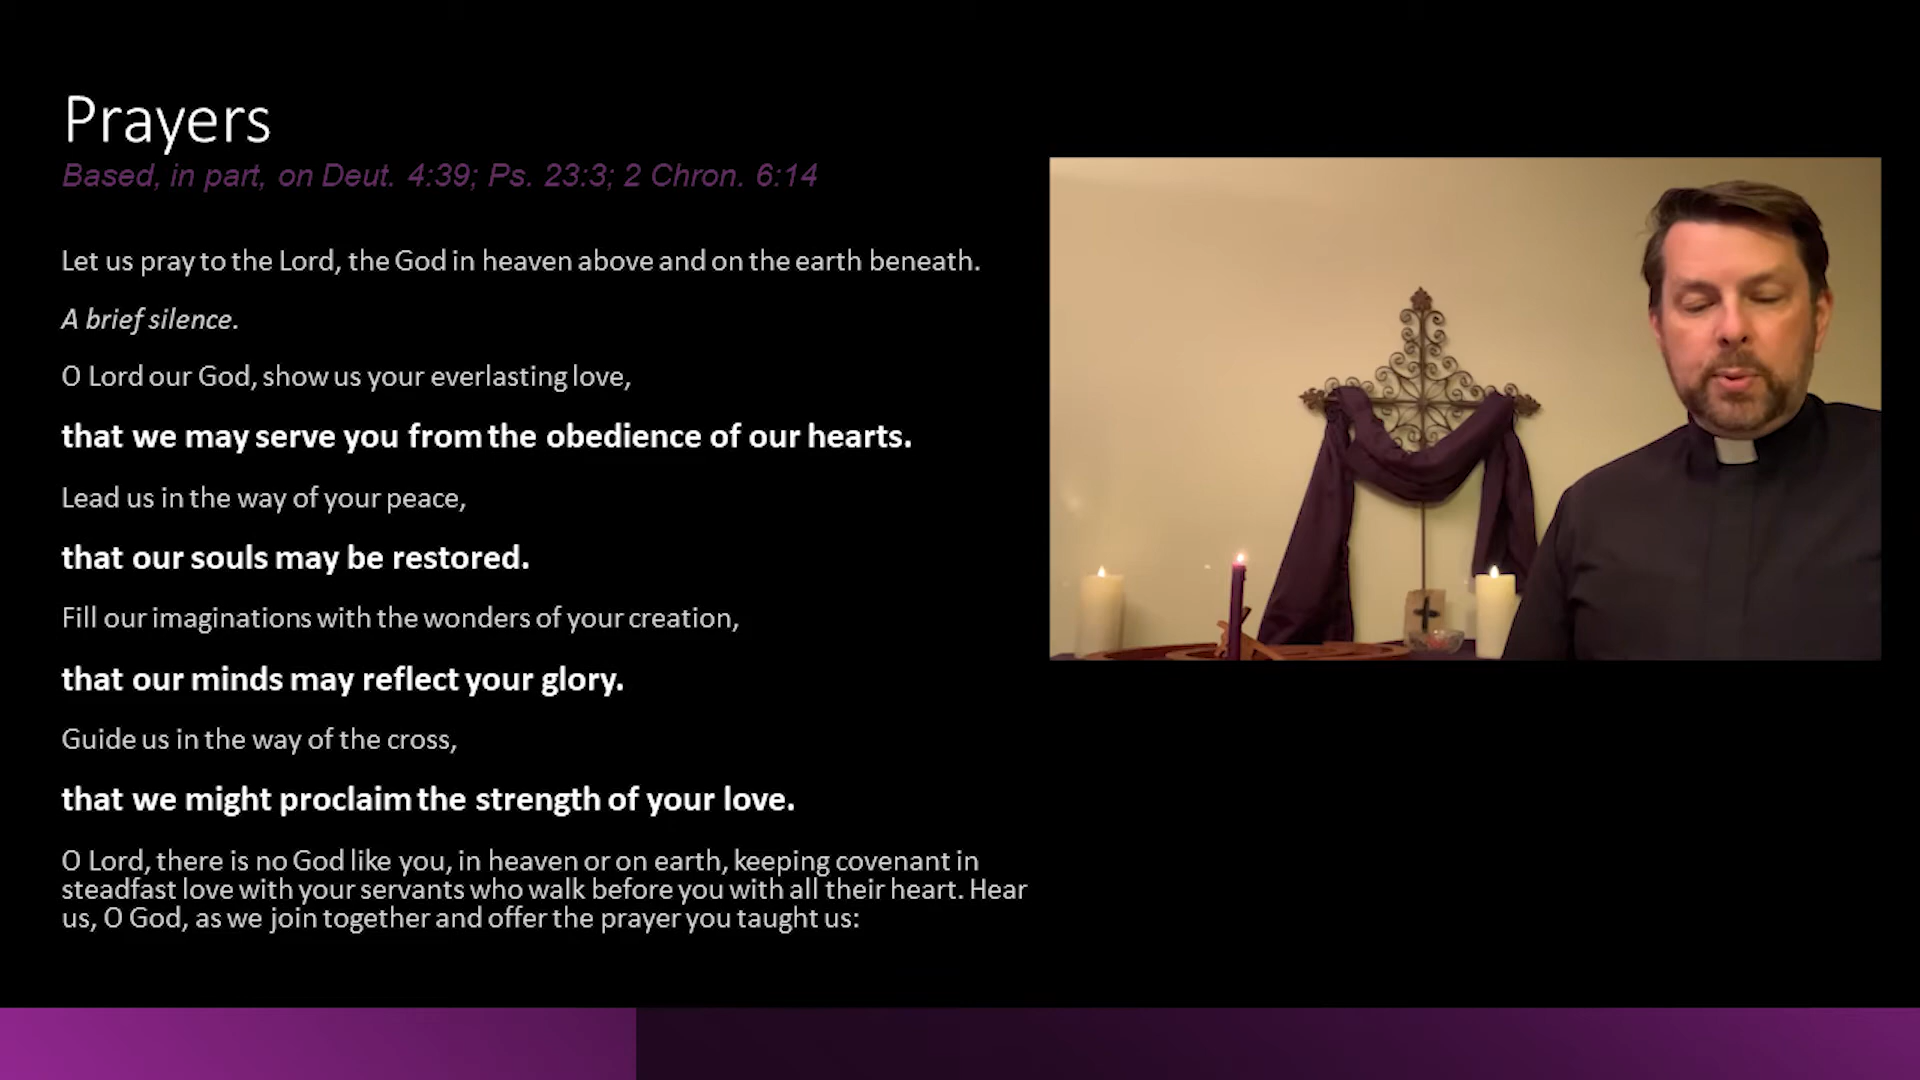 Prayers
Based, in part, on Deut. 4:39; Ps. 23:3; 2 Chron. 6:14
Let us pray to the Lord, the God in heaven above and on the earth beneath.
A brief silence.
O Lord our God, show us your everlasting love,
that we may serve you from the obedience of our hearts.
Lead us in the way of your peace,
that our souls may be restored.
Fill our imaginations with the wonders of your creation,
that our minds may reflect your glory.
Guide us in the way of the cross,
that we might proclaim the strength of your love.
O Lord, there is no God like you, in heaven or on earth, keeping covenant in
steadfast love with your servants who walk before you with all their heart. Hear
us, O God, as we join together and offer the prayer you taught us: